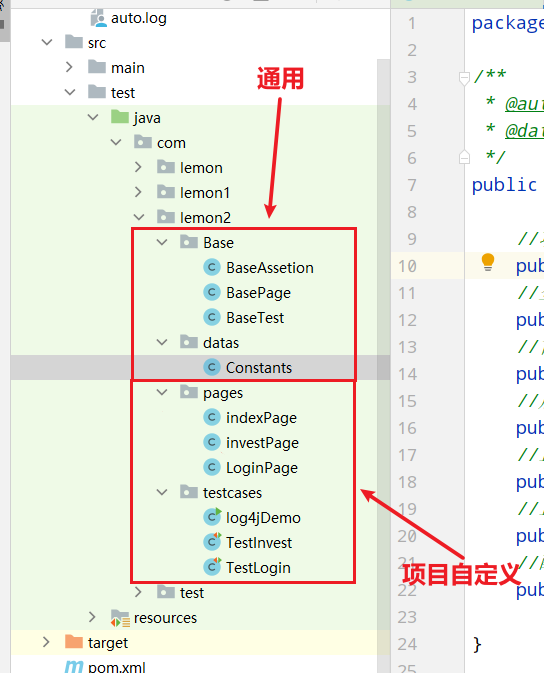 auto.log
src
main
test
java
com
lemon
lemon1
lemon2
Base
BaseAssetion
BasePage
BaseTest
datas
Constants
pages
indexPage
investPage
LoginPage
testcases
log4jDemo
TestInvest
TestLogin
test
resources
target
pom.xml
通用
项目自定义
1 package
2
3 /**
4 * @au
5 * @da
6 */
7 public
8
9 //
10 pub
11 //
12 pub
13 //
14 pub
15 //
16 pub
17 //
18 pub
19 //
20 pub
21 //
22 pub
23
24 }
25